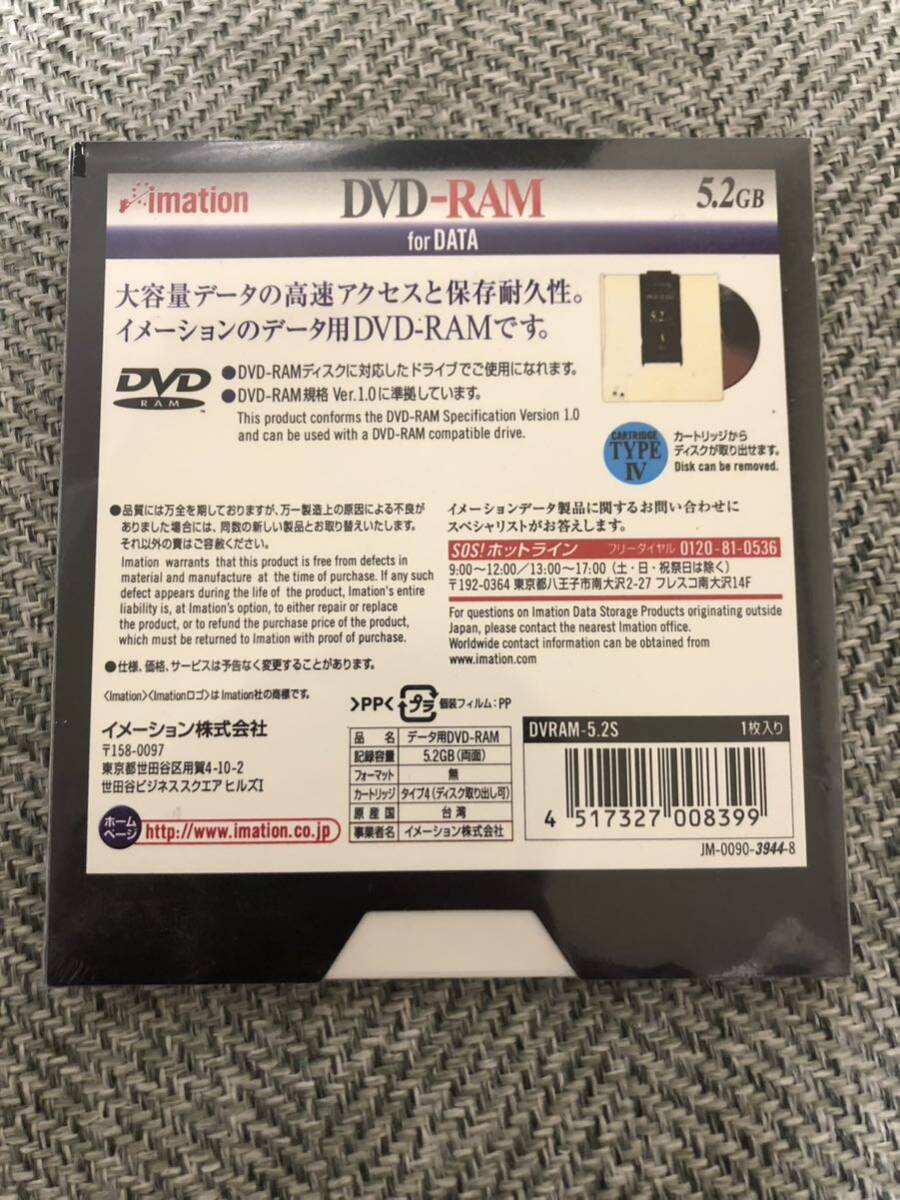 imation
DVD-RAM
5.2GB
for DATA
大容量データの高速アクセスと保存耐久性。
イメーションのデータ用DVD-RAMです。
DVD
RAM
TM
●DVD-RAMディスクに対応したドライブでご使用になれます。
●DVD-RAM規格 Ver.1.0に準拠しています。
This product conforms the DVD-RAM Specification Version 1.0
and can be used with a DVD-RAM compatible drive.
5.2
CARTRIDGE
TYPE
IV
カートリッジから
ディスクが取り出せます。
Disk can be removed.
●品質には万全を期しておりますが、万一製造上の原因による不良が
ありました場合には、同数の新しい製品とお取り替えいたします。
それ以外の責はご容赦ください。
Imation warrants that this product is free from defects in
material and manufacture at the time of purchase. If any such
defect appears during the life of the product, Imation's entire
liability is, at Imation's option, to either repair or replace
the product, or to refund the purchase price of the product,
which must be returned to Imation with proof of purchase.
●仕様、価格、サービスは予告なく変更することがあります。
<Imation><Imationロゴ>はImation社の商標です。
イメーションデータ製品に関するお問い合わせに
スペシャリストがお答えします。
SOS!ホットライン フリーダイヤル 0120-81-0536
9:00〜12:00/13:00〜17:00（土・日・祝祭日は除く）
〒192-0364 東京都八王子市南大沢2-27 フレスコ南大沢14F
For questions on Imation Data Storage Products originating outside
Japan, please contact the nearest Imation office.
Worldwide contact information can be obtained from
www.imation.com
>PP< プラ 個装フィルム:PP
イメーション株式会社
〒158-0097
東京都世田谷区用賀4-10-2
世田谷ビジネススクエア ヒルズI
ホームページ http://www.imation.co.jp
品名 データ用DVD-RAM
記録容量 5.2GB(両面)
フォーマット 無
カートリッジ タイプ4(ディスク取り出し可)
原産国 台湾
事業者名 イメーション株式会社
DVRAM-5.2S 1枚入り
4 517327 008399
JM-0090-3944-8